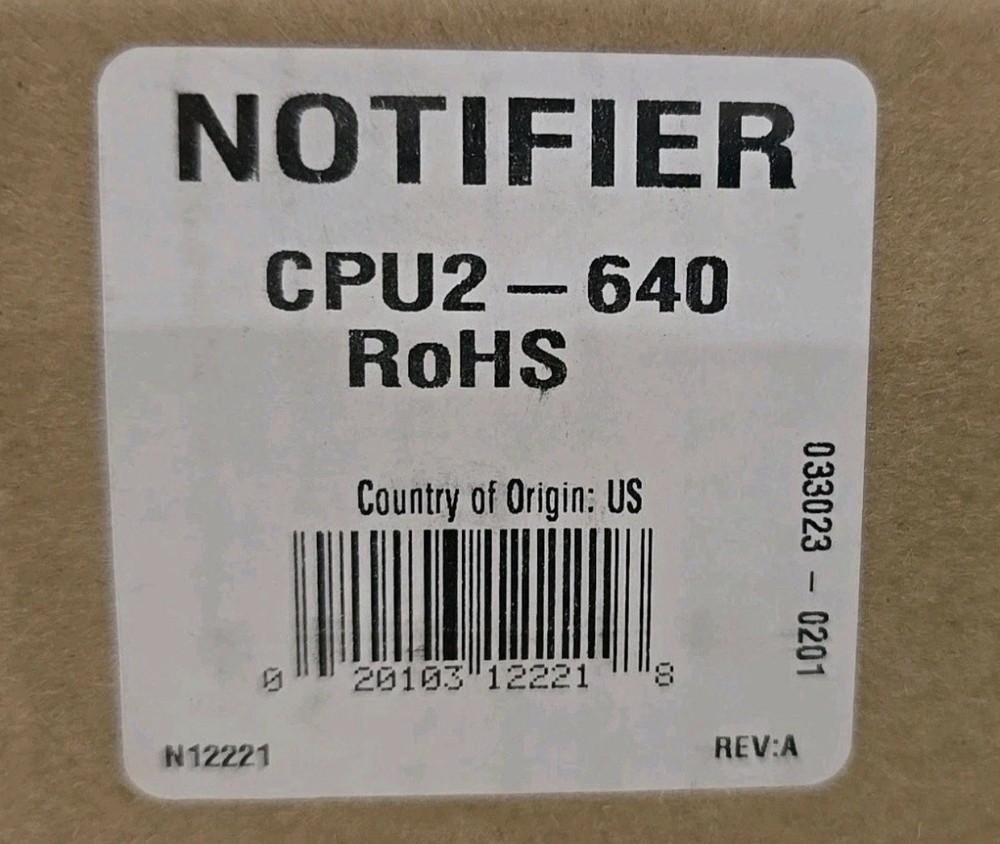 NOTIFIER
CPU2-640
RoHS
Country of Origin: US
0 20103 12221 8
033023 - 0201
N12221
REV:A